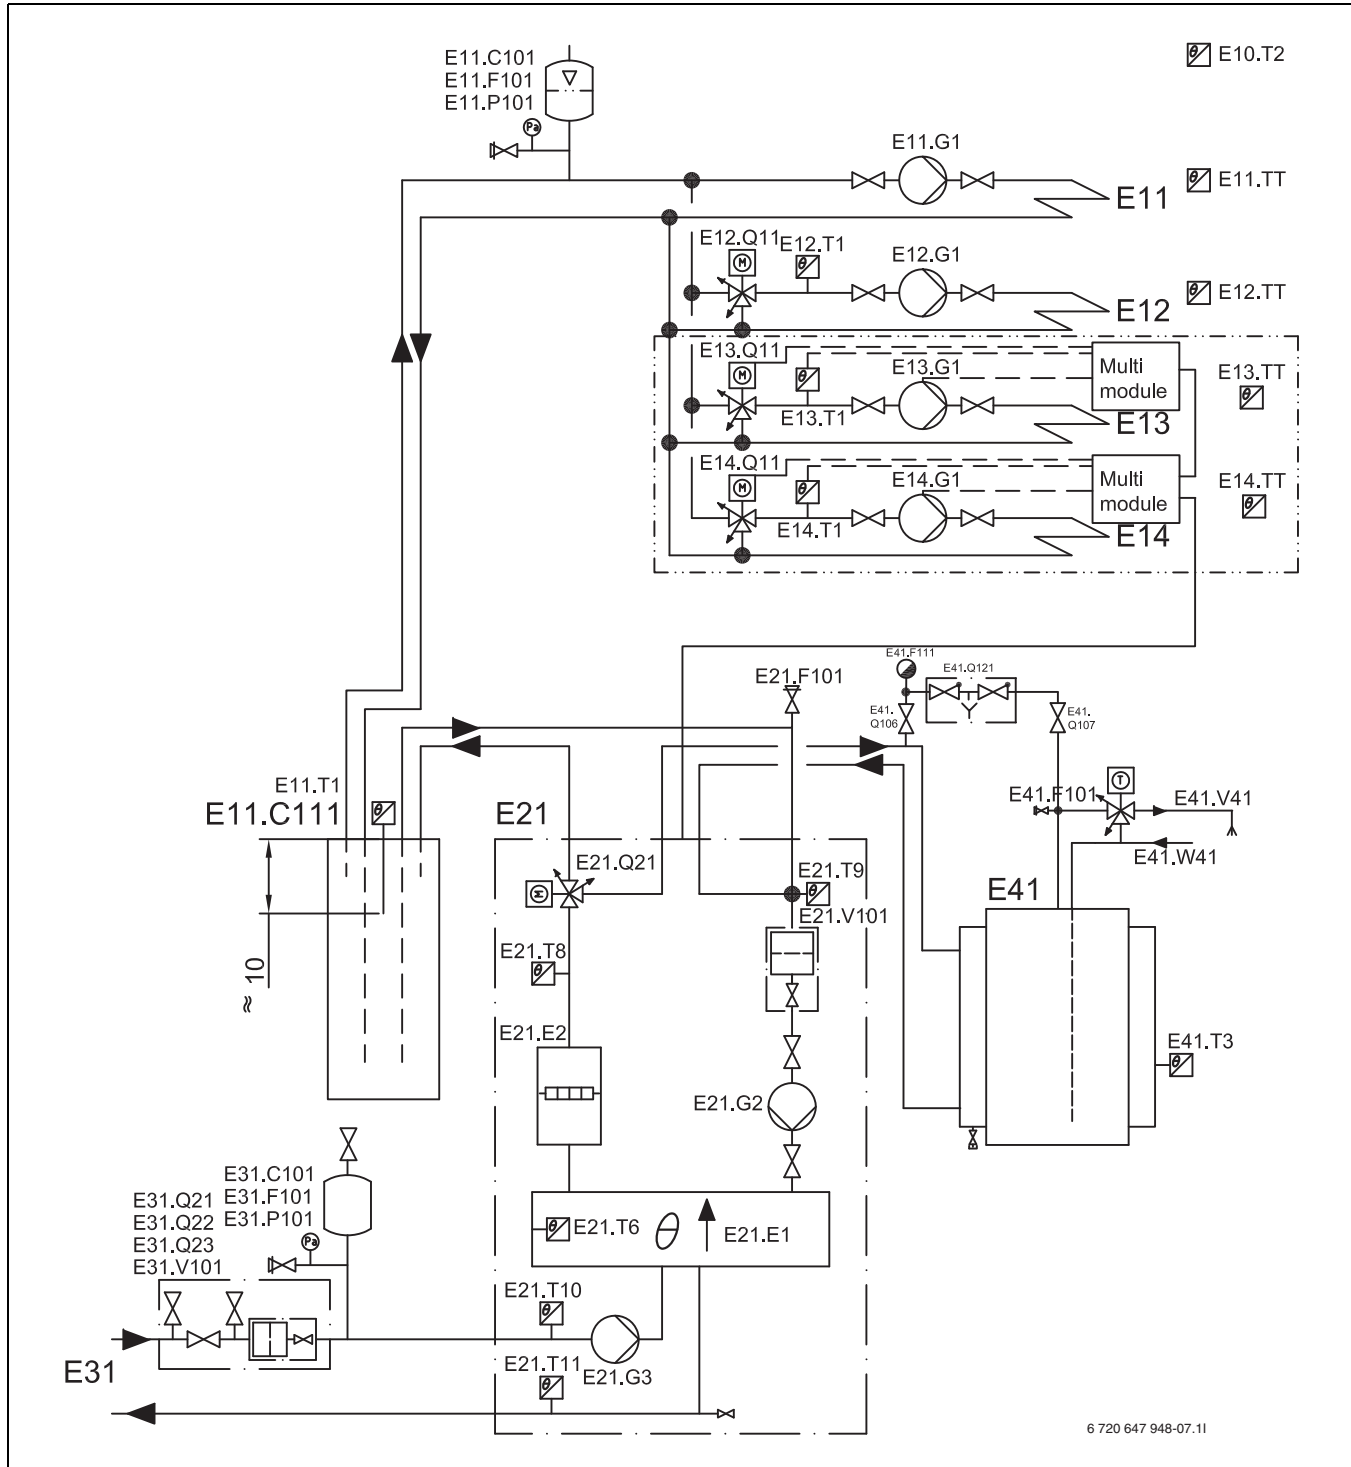 E11.C101
E11.F101
E11.P101
Pa
E10.T2
E11.G1
E11
E11.TT
E12.Q11
E12.T1
E12.G1
M
θ
E12
E12.TT
E13.Q11
E13.G1
Multi
module
E13.TT
M
θ
E13.T1
E13
E14.Q11
E14.G1
Multi
module
E14.TT
M
θ
E14.T1
E14
E41.F111
E41.Q121
E21.F101
E41.
Q106
E41.
Q107
E11.T1
E11.C111
E21
E41.F101
T
E41.V41
E41.W41
E21.Q21
M
E21.T9
E21.V101
E41
≈ 10
E21.T8
E21.E2
E21.G2
E41.T3
E31.C101
E31.F101
E31.P101
E31.Q21
E31.Q22
E31.Q23
E31.V101
Pa
E21.T6
E21.E1
E21.T10
E21.T11
E21.G3
E31
6 720 647 948-07.1I